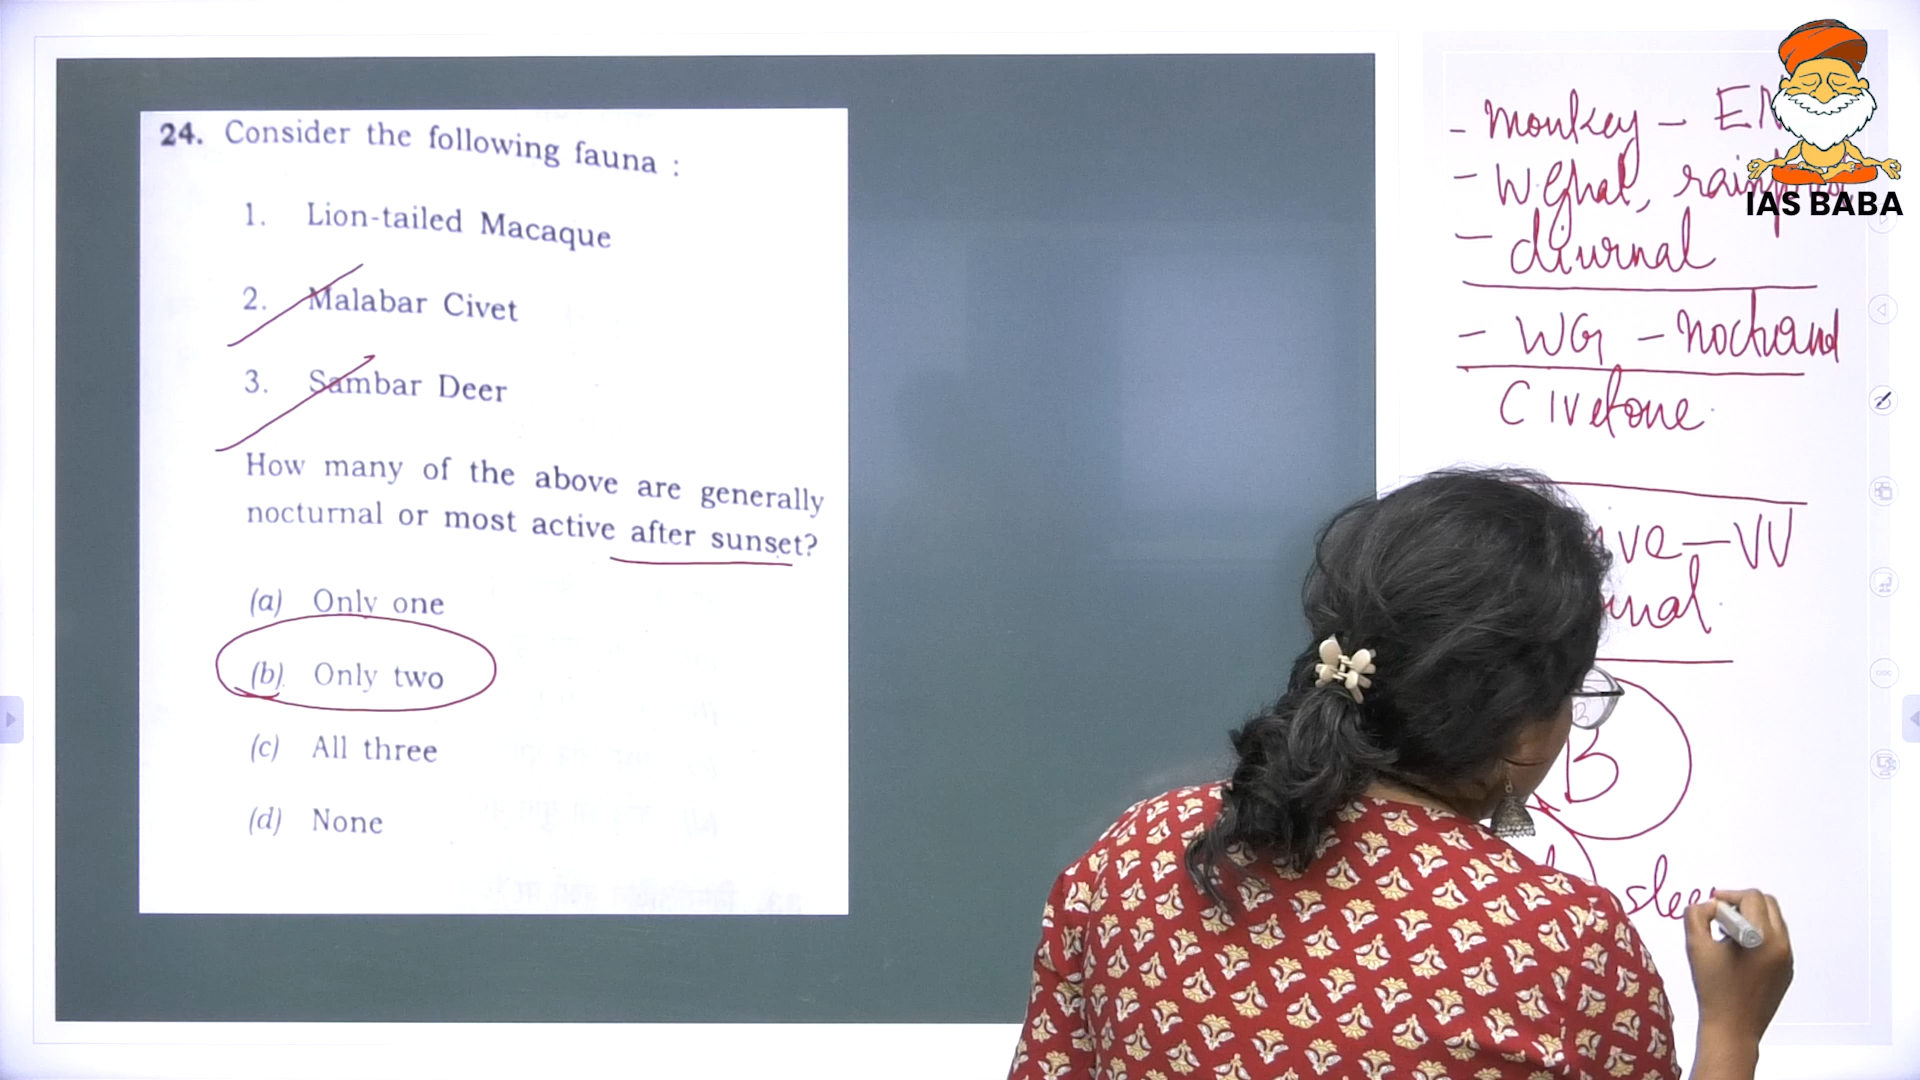 24. Consider the following fauna :
1. Lion-tailed Macaque
2. Malabar Civet
3. Sambar Deer
How many of the above are generally
nocturnal or most active after sunset?
(a) Only one
(b) Only two
(c) All three
(d) None
- Monkey - EN
- W Ghat,
- diurnal
- WG -
Civetone
- VU
B
IAS BABA